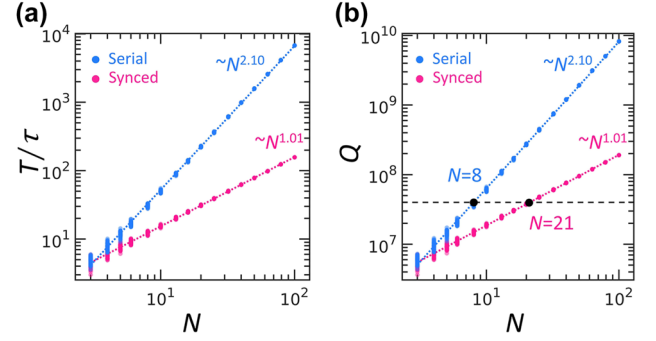 (a)
Serial
Synced
~N^2.10
~N^1.01
T/τ
10^4
10^3
10^2
10^1
10^1
10^2
N
(b)
Serial
Synced
~N^2.10
~N^1.01
N=8
N=21
Q
10^10
10^9
10^8
10^7
10^1
10^2
N